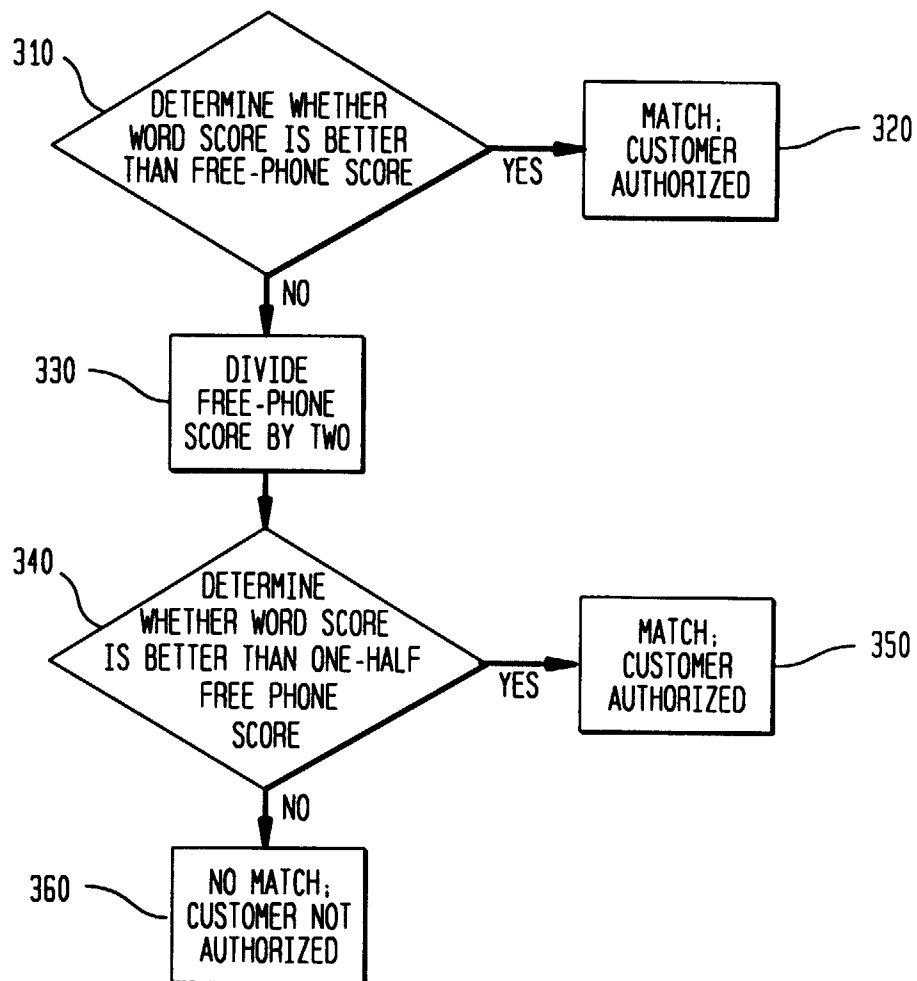 310
DETERMINE WHETHER
WORD SCORE IS BETTER
THAN FREE-PHONE SCORE
YES
MATCH;
CUSTOMER
AUTHORIZED
320
NO
330
DIVIDE
FREE-PHONE
SCORE BY TWO
340
DETERMINE
WHETHER WORD SCORE
IS BETTER THAN ONE-HALF
FREE PHONE
SCORE
YES
MATCH;
CUSTOMER
AUTHORIZED
350
NO
360
NO MATCH;
CUSTOMER NOT
AUTHORIZED